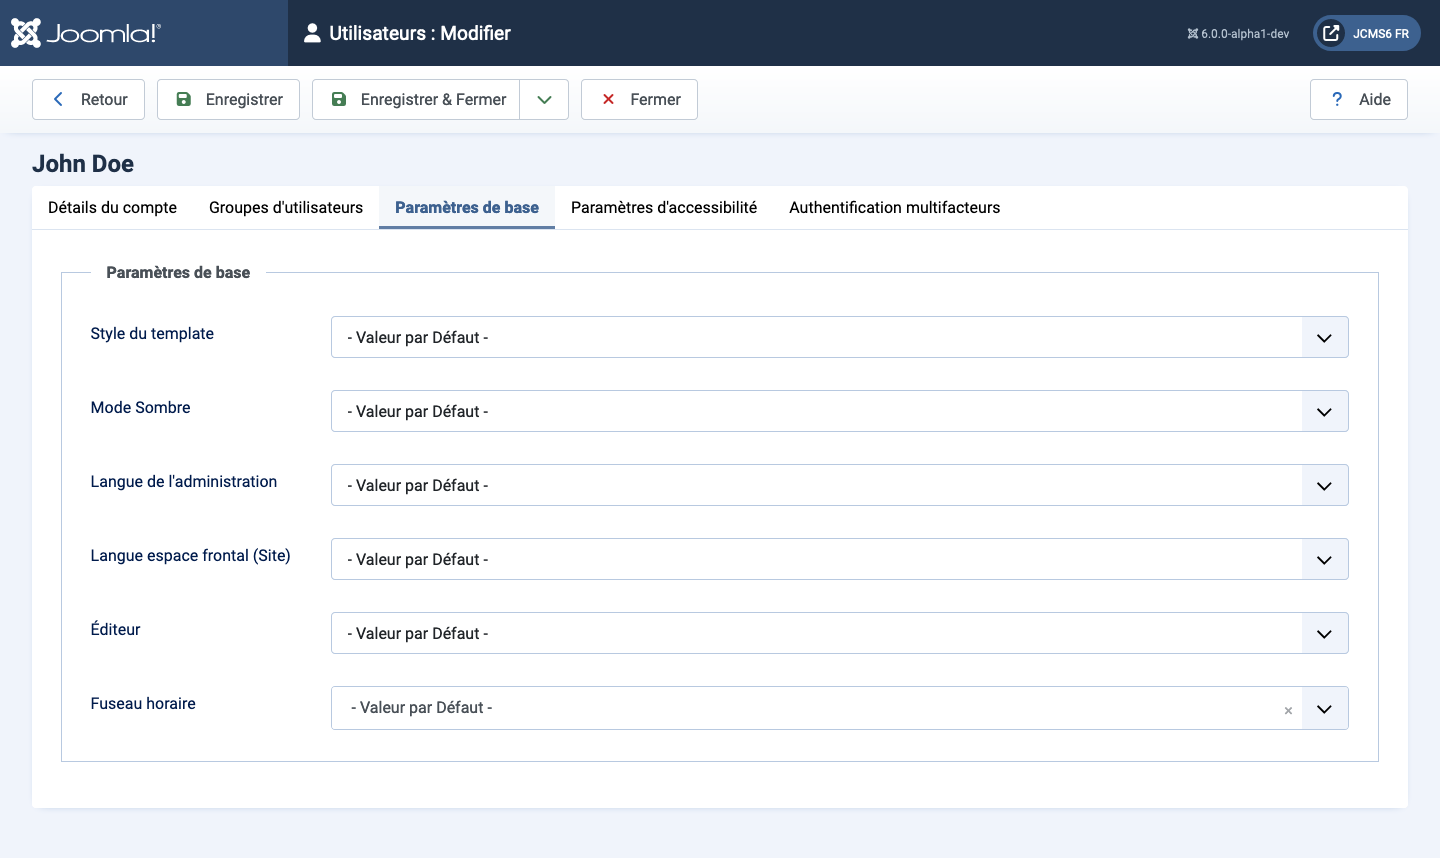 Joomla!®
Utilisateurs : Modifier
6.0.0-alpha1-dev
JCMS6 FR
Retour
Enregistrer
Enregistrer & Fermer
Fermer
? Aide
John Doe
Détails du compte
Groupes d'utilisateurs
Paramètres de base
Paramètres d'accessibilité
Authentification multifacteurs
Paramètres de base
Style du template
- Valeur par Défaut -
Mode Sombre
- Valeur par Défaut -
Langue de l'administration
- Valeur par Défaut -
Langue espace frontal (Site)
- Valeur par Défaut -
Éditeur
- Valeur par Défaut -
Fuseau horaire
- Valeur par Défaut -
×